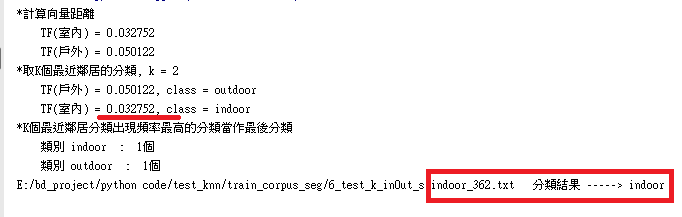 *計算向量距離
TF(室內) = 0.032752
TF(戶外) = 0.050122
*取K個最近鄰居的分類, k = 2
TF(戶外) = 0.050122, class = outdoor
TF(室內) = 0.032752, class = indoor
*K個最近鄰居分類出現頻率最高的分類當作最後分類
類別 indoor : 1個
類別 outdoor : 1個
E:/bd_project/python code/test_knn/train_corpus_seg/6_test_k_inOut_s indoor_362.txt 分類結果 -----> indoor